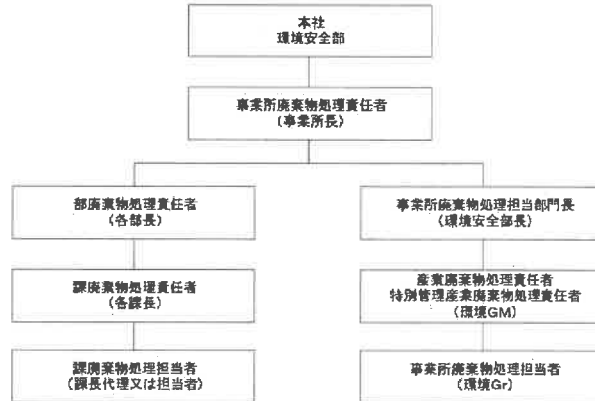 本社
環境安全部
事業所廃棄物処理責任者
(事業所長)
部廃棄物処理責任者
(各部長)
事業所廃棄物処理担当部門長
(環境安全部長)
課廃棄物処理責任者
(各課長)
産業廃棄物処理責任者
特別管理産業廃棄物処理責任者
(環境GM)
課廃棄物処理担当者
(課長代理又は担当者)
事業所廃棄物処理担当者
(環境Gr)